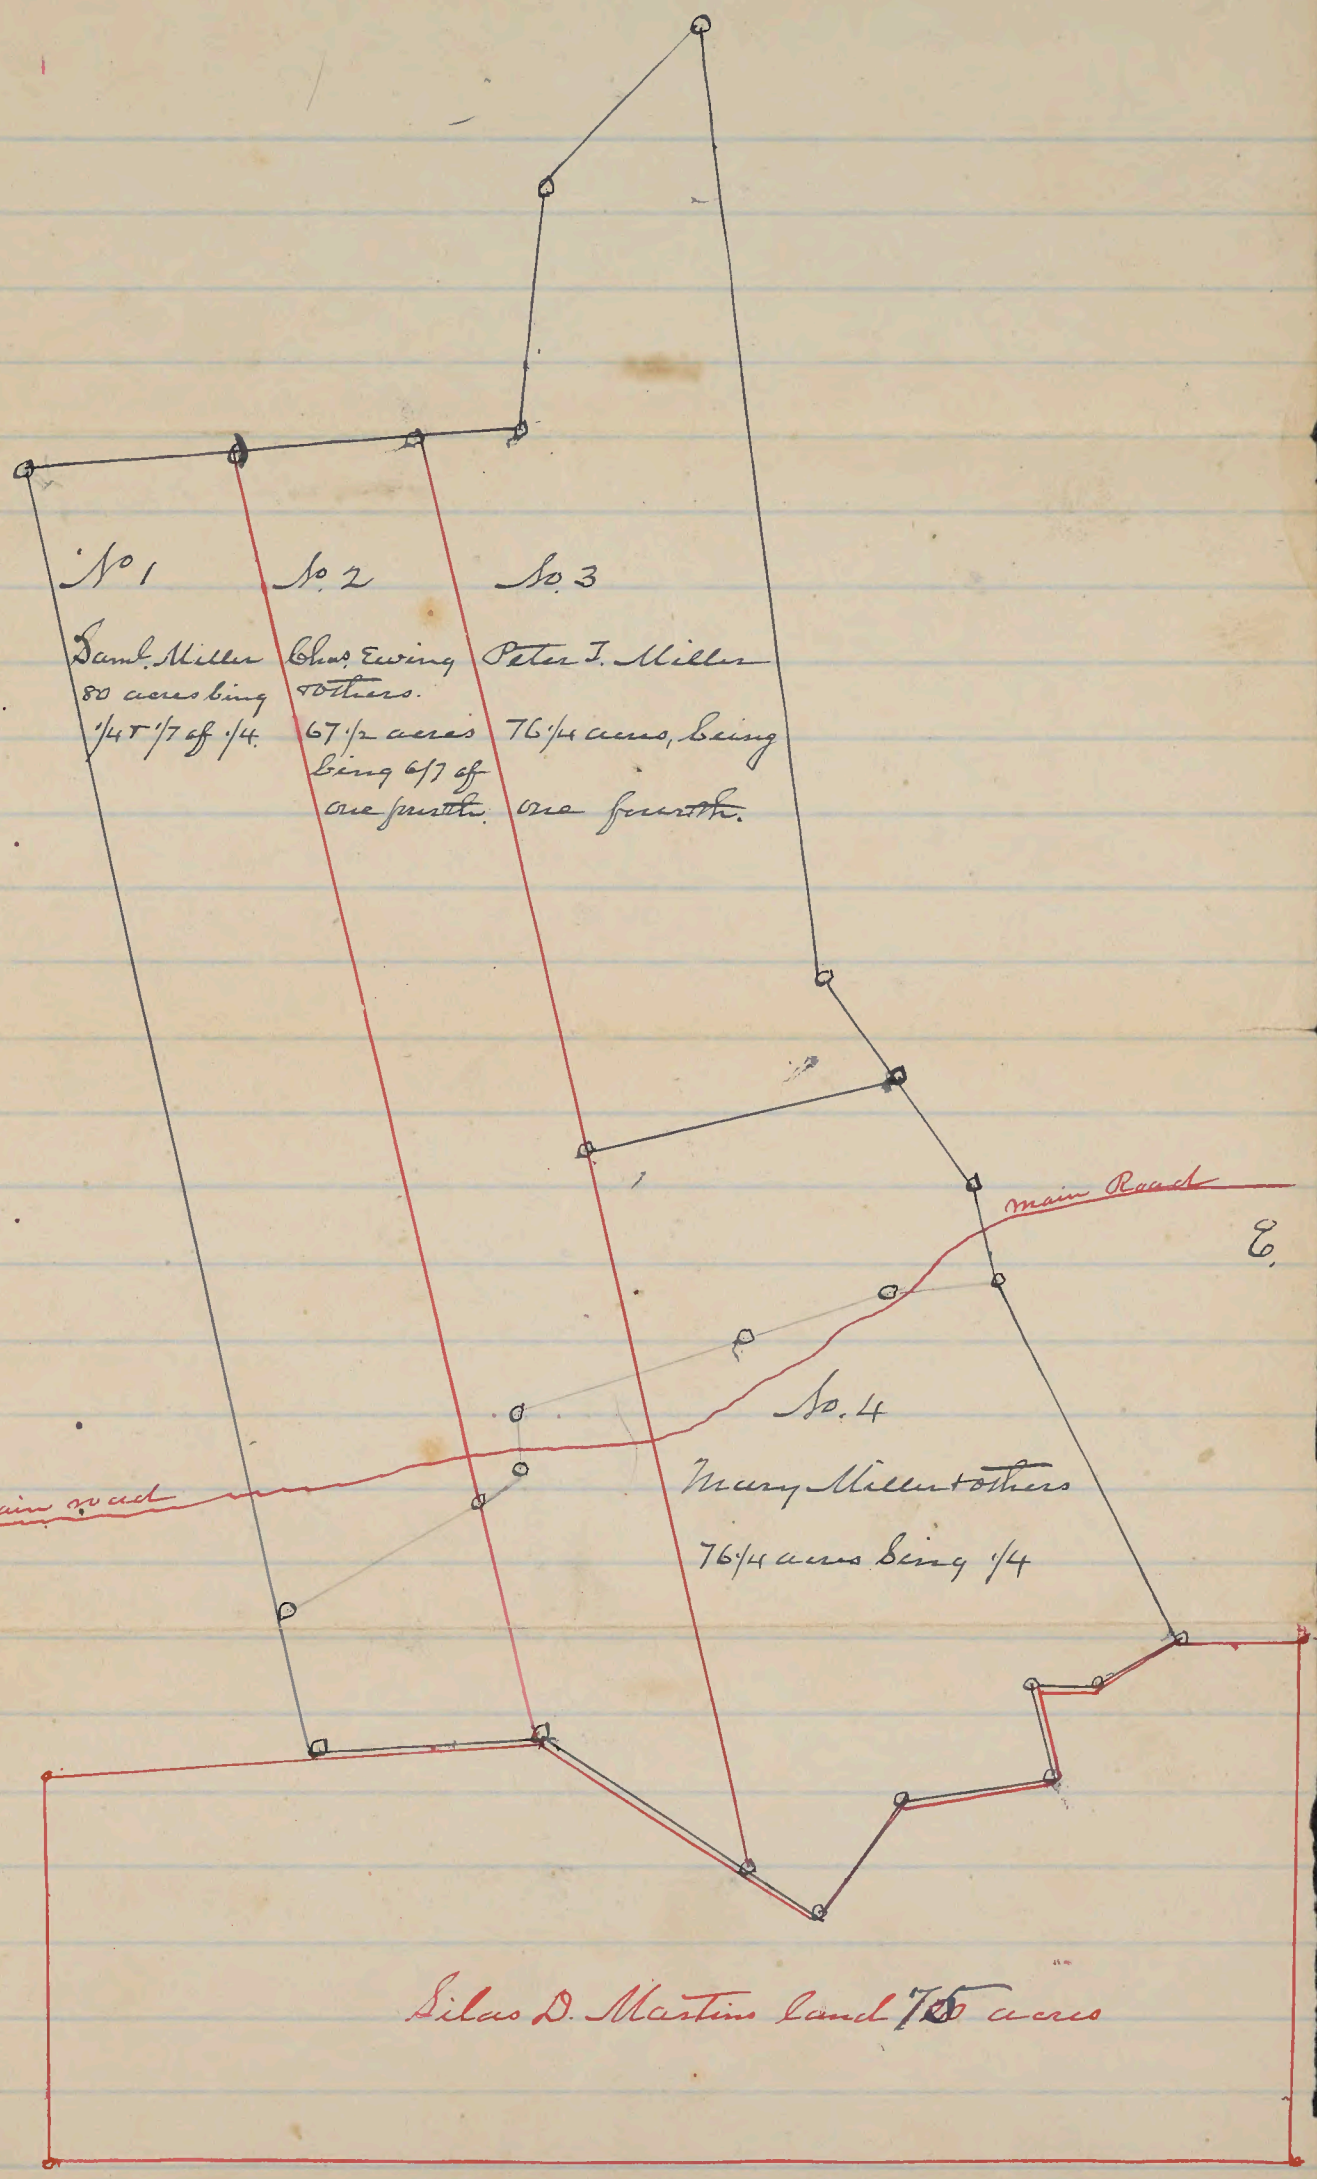 No 1
Saml. Miller
80 acres being
1/4 & 1/7 of 1/4.
No. 2
Chas. Ewing
& others.
67 1/2 acres
being 6/7 of
one fourth.
No. 3
Peter T. Miller
76 1/4 acres, being
one fourth.
main Road
E.
No. 4
Mary Miller & others
76 1/4 acres being 1/4
ain road
Silas D. Martins land acres